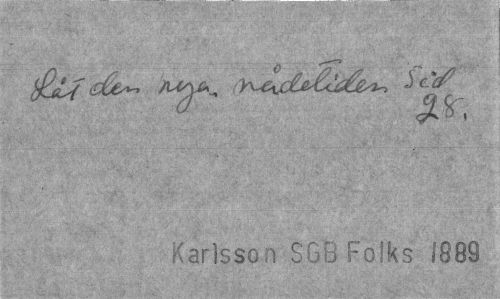 Låt den nya nådetiden Sid
28.
Karlsson SGB Folks 1889